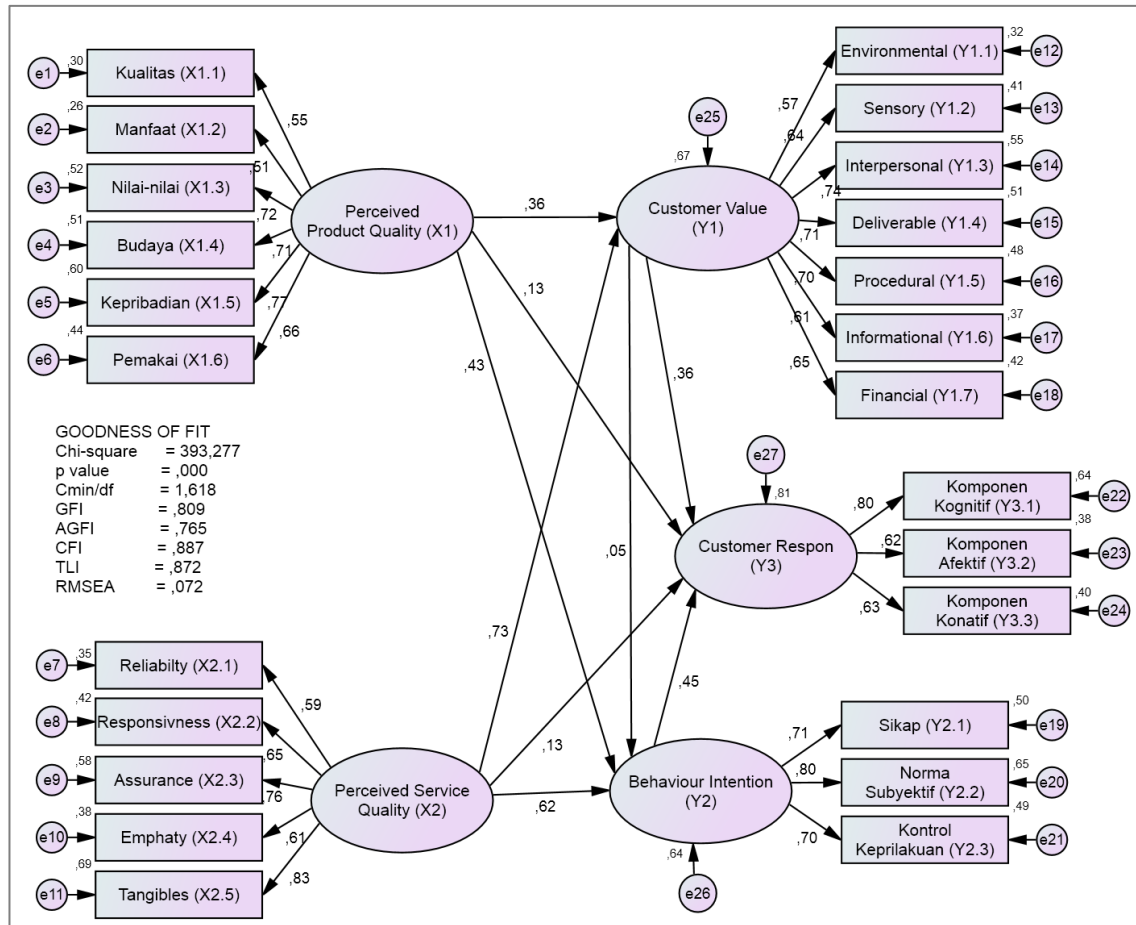 ,30
e1
Kualitas (X1.1)
,26
e2
Manfaat (X1.2)
,52
e3
Nilai-nilai (X1.3)
,51
e4
Budaya (X1.4)
,60
e5
Kepribadian (X1.5)
,44
e6
Pemakai (X1.6)
,55
,51
,72
,71
,77
,66
Perceived
Product Quality (X1)
,36
,13
,43
e25
,67
Customer Value
(Y1)
,57
,64
,74
,71
,70
,61
,65
,32
Environmental (Y1.1)
e12
,41
Sensory (Y1.2)
e13
,55
Interpersonal (Y1.3)
e14
,51
Deliverable (Y1.4)
e15
,48
Procedural (Y1.5)
e16
,37
Informational (Y1.6)
e17
,42
Financial (Y1.7)
e18
,36
,05
GOODNESS OF FIT
Chi-square = 393,277
p value = ,000
Cmin/df = 1,618
GFI = ,809
AGFI = ,765
CFI = ,887
TLI = ,872
RMSEA = ,072
e27
,81
Customer Respon
(Y3)
,80
,62
,63
Komponen
Kognitif (Y3.1)
,64
e22
Komponen
Afektif (Y3.2)
,38
e23
Komponen
Konatif (Y3.3)
,40
e24
,35
e7
Reliabilty (X2.1)
,42
e8
Responsivness (X2.2)
,58
e9
Assurance (X2.3)
,38
e10
Emphaty (X2.4)
,69
e11
Tangibles (X2.5)
,59
,65
,76
,61
,83
Perceived Service
Quality (X2)
,73
,13
,62
,45
Behaviour Intention
(Y2)
,64
e26
,71
,80
,70
Sikap (Y2.1)
,50
e19
Norma
Subyektif (Y2.2)
,65
e20
Kontrol
Keprilakuan (Y2.3)
,49
e21